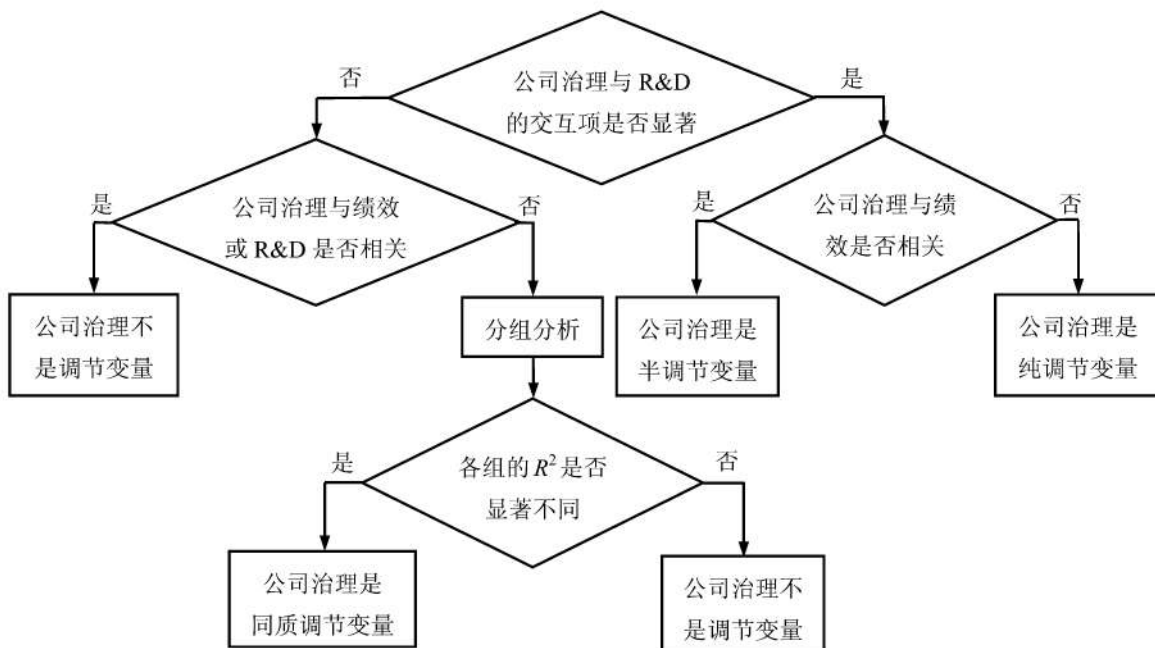 公司治理与 R&D
的交互项是否显著
否
是
公司治理与绩效
或 R&D 是否相关
是
否
公司治理与绩
效是否相关
是
否
公司治理不
是调节变量
分组分析
公司治理是
半调节变量
公司治理是
纯调节变量
各组的 R² 是否
显著不同
是
否
公司治理是
同质调节变量
公司治理不
是调节变量